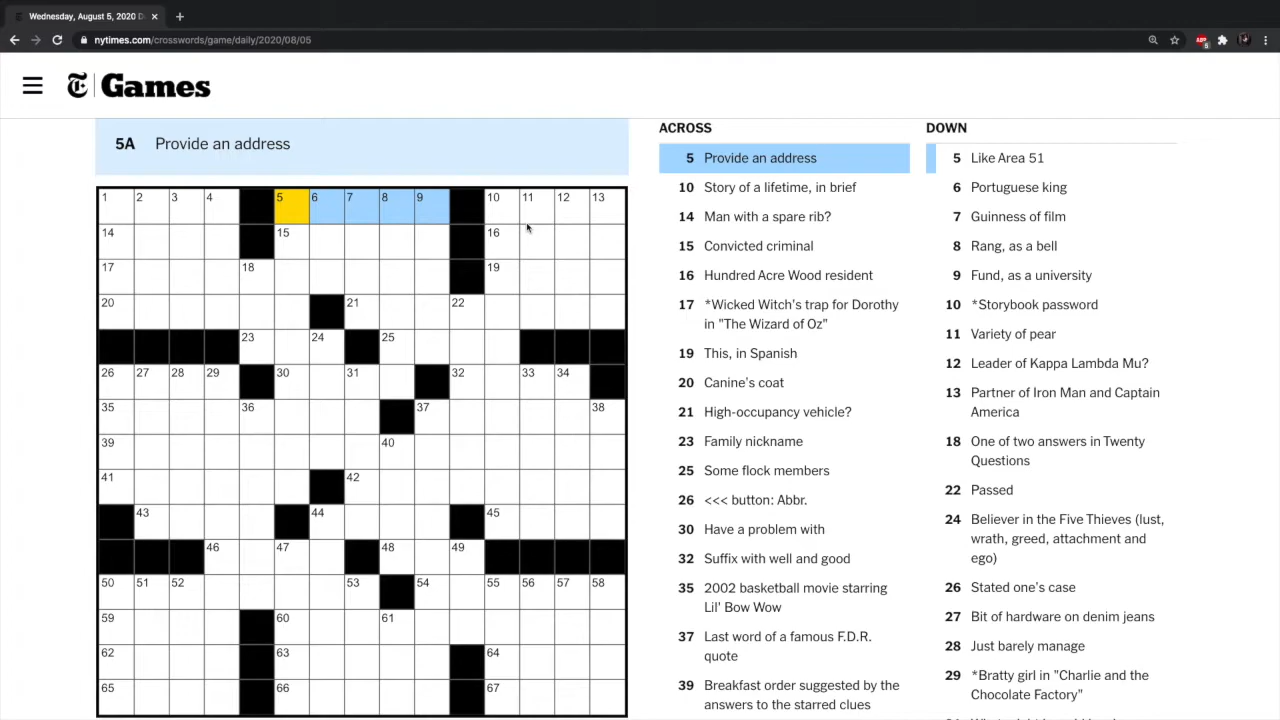 Wednesday, August 5, 2020 D
nytimes.com/crosswords/game/daily/2020/08/05
Games
5A Provide an address
1 2 3 4 5 6 7 8 9 10 11 12 13
14 15 16
17 18 19
20 21 22
23 24 25
26 27 28 29 30 31 32 33 34
35 36 37 38
39 40
41 42
43 44 45
46 47 48 49
50 51 52 53 54 55 56 57 58
59 60 61
62 63 64
65 66 67
ACROSS
5 Provide an address
10 Story of a lifetime, in brief
14 Man with a spare rib?
15 Convicted criminal
16 Hundred Acre Wood resident
17 *Wicked Witch's trap for Dorothy
in "The Wizard of Oz"
19 This, in Spanish
20 Canine's coat
21 High-occupancy vehicle?
23 Family nickname
25 Some flock members
26 <<< button: Abbr.
30 Have a problem with
32 Suffix with well and good
35 2002 basketball movie starring
Lil' Bow Wow
37 Last word of a famous F.D.R.
quote
39 Breakfast order suggested by the
answers to the starred clues
DOWN
5 Like Area 51
6 Portuguese king
7 Guinness of film
8 Rang, as a bell
9 Fund, as a university
10 *Storybook password
11 Variety of pear
12 Leader of Kappa Lambda Mu?
13 Partner of Iron Man and Captain
America
18 One of two answers in Twenty
Questions
22 Passed
24 Believer in the Five Thieves (lust,
wrath, greed, attachment and
ego)
26 Stated one's case
27 Bit of hardware on denim jeans
28 Just barely manage
29 *Bratty girl in "Charlie and the
Chocolate Factory"